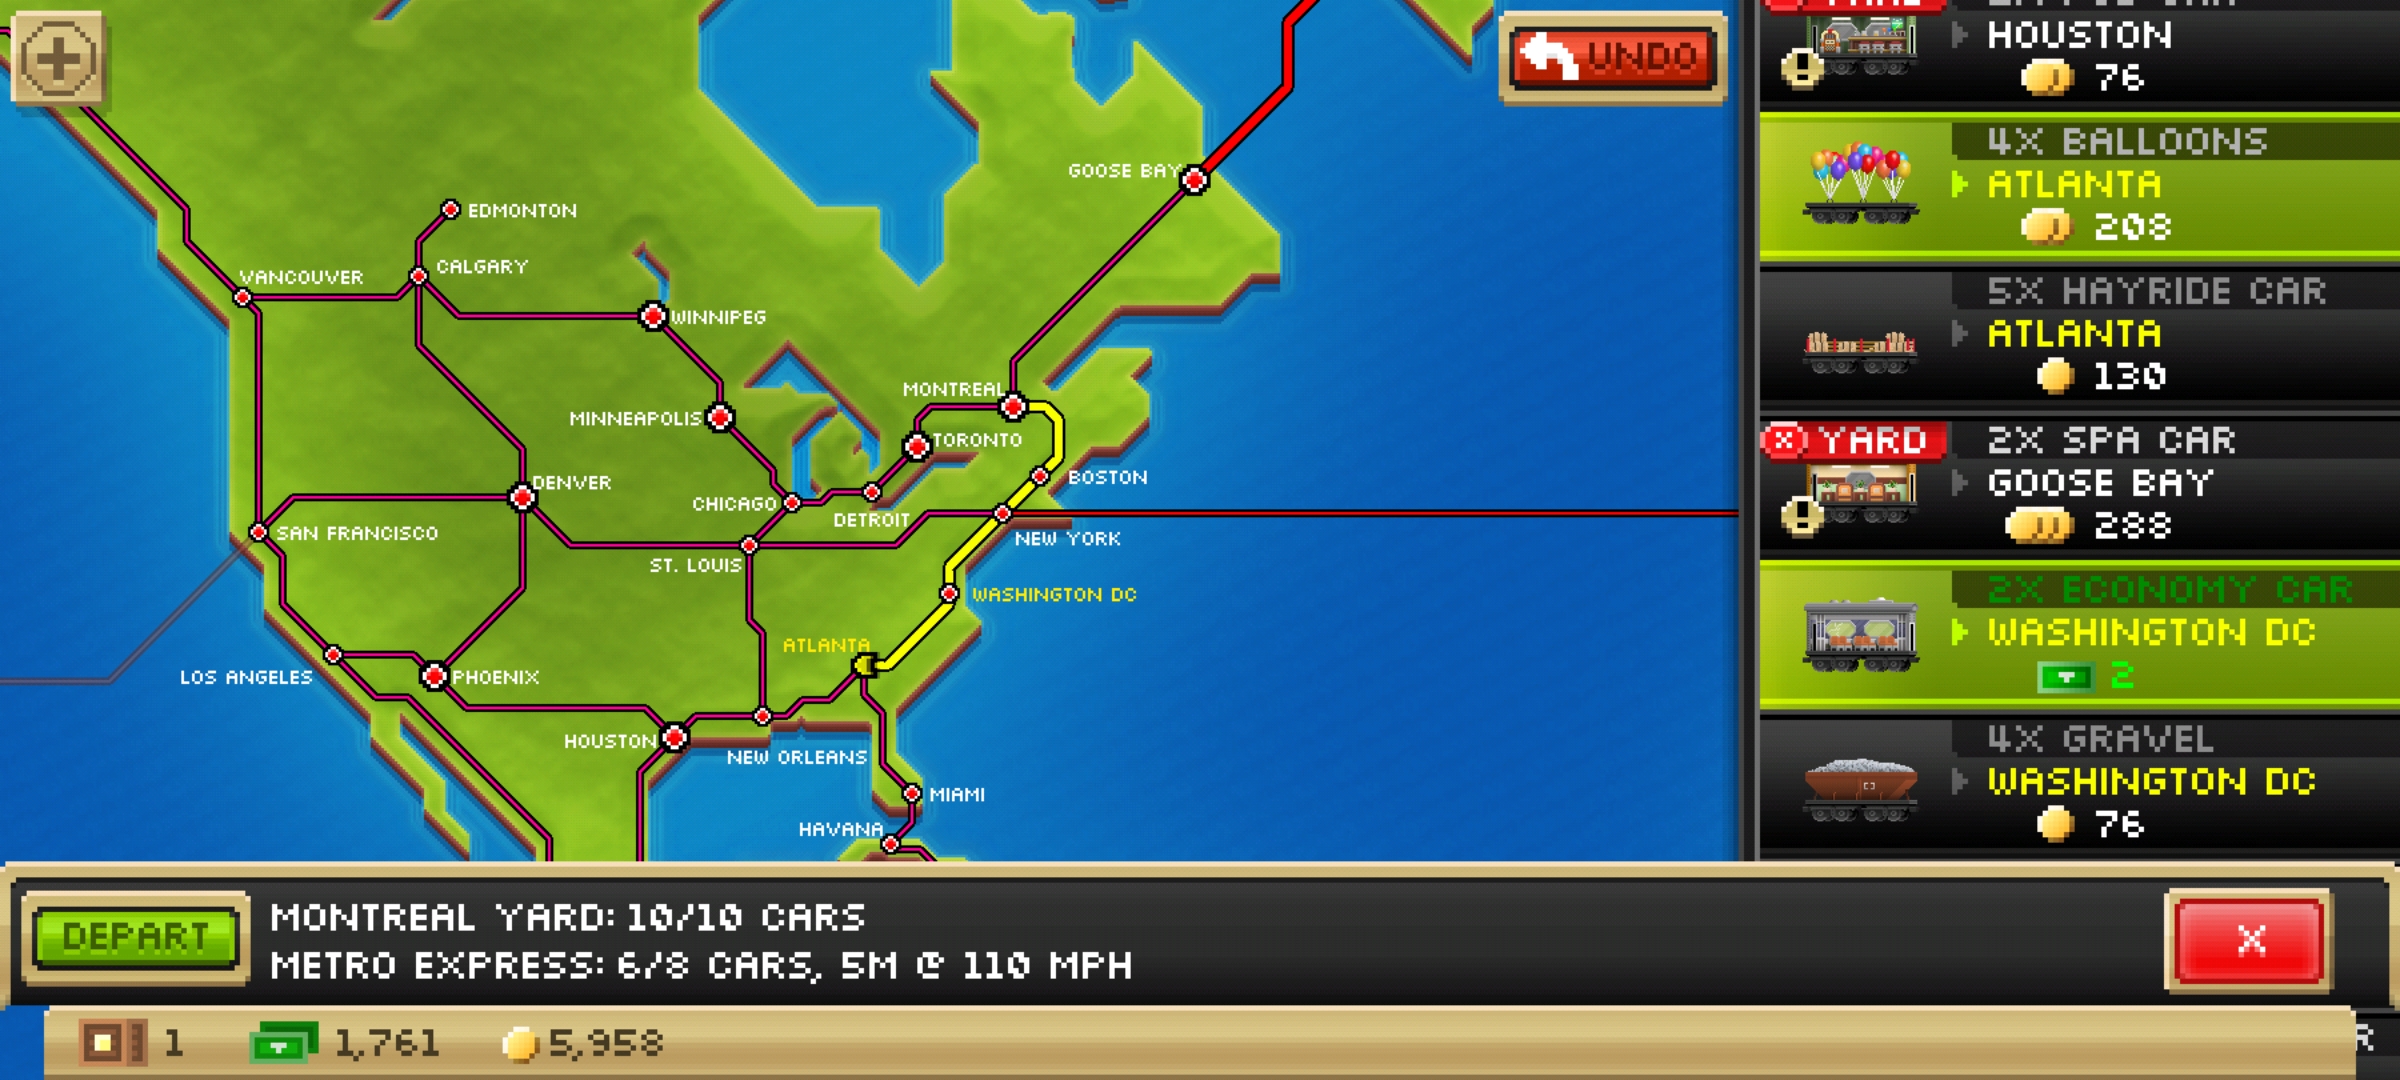 UNDO
GOOSE BAY
EDMONTON
CALGARY
VANCOUVER
WINNIPEG
MONTREAL
MINNEAPOLIS
TORONTO
BOSTON
DENVER
CHICAGO
DETROIT
SAN FRANCISCO
NEW YORK
ST. LOUIS
WASHINGTON DC
ATLANTA
LOS ANGELES
PHOENIX
HOUSTON
NEW ORLEANS
MIAMI
HAVANA
YARD
HOUSTON
76
4X BALLOONS
ATLANTA
208
5X HAYRIDE CAR
ATLANTA
130
YARD
2X SPA CAR
GOOSE BAY
288
2X ECONOMY CAR
WASHINGTON DC
2
4X GRAVEL
WASHINGTON DC
76
DEPART
MONTREAL YARD: 10/10 CARS
METRO EXPRESS: 6/8 CARS, 5M @ 110 MPH
X
1
1,761
5,958